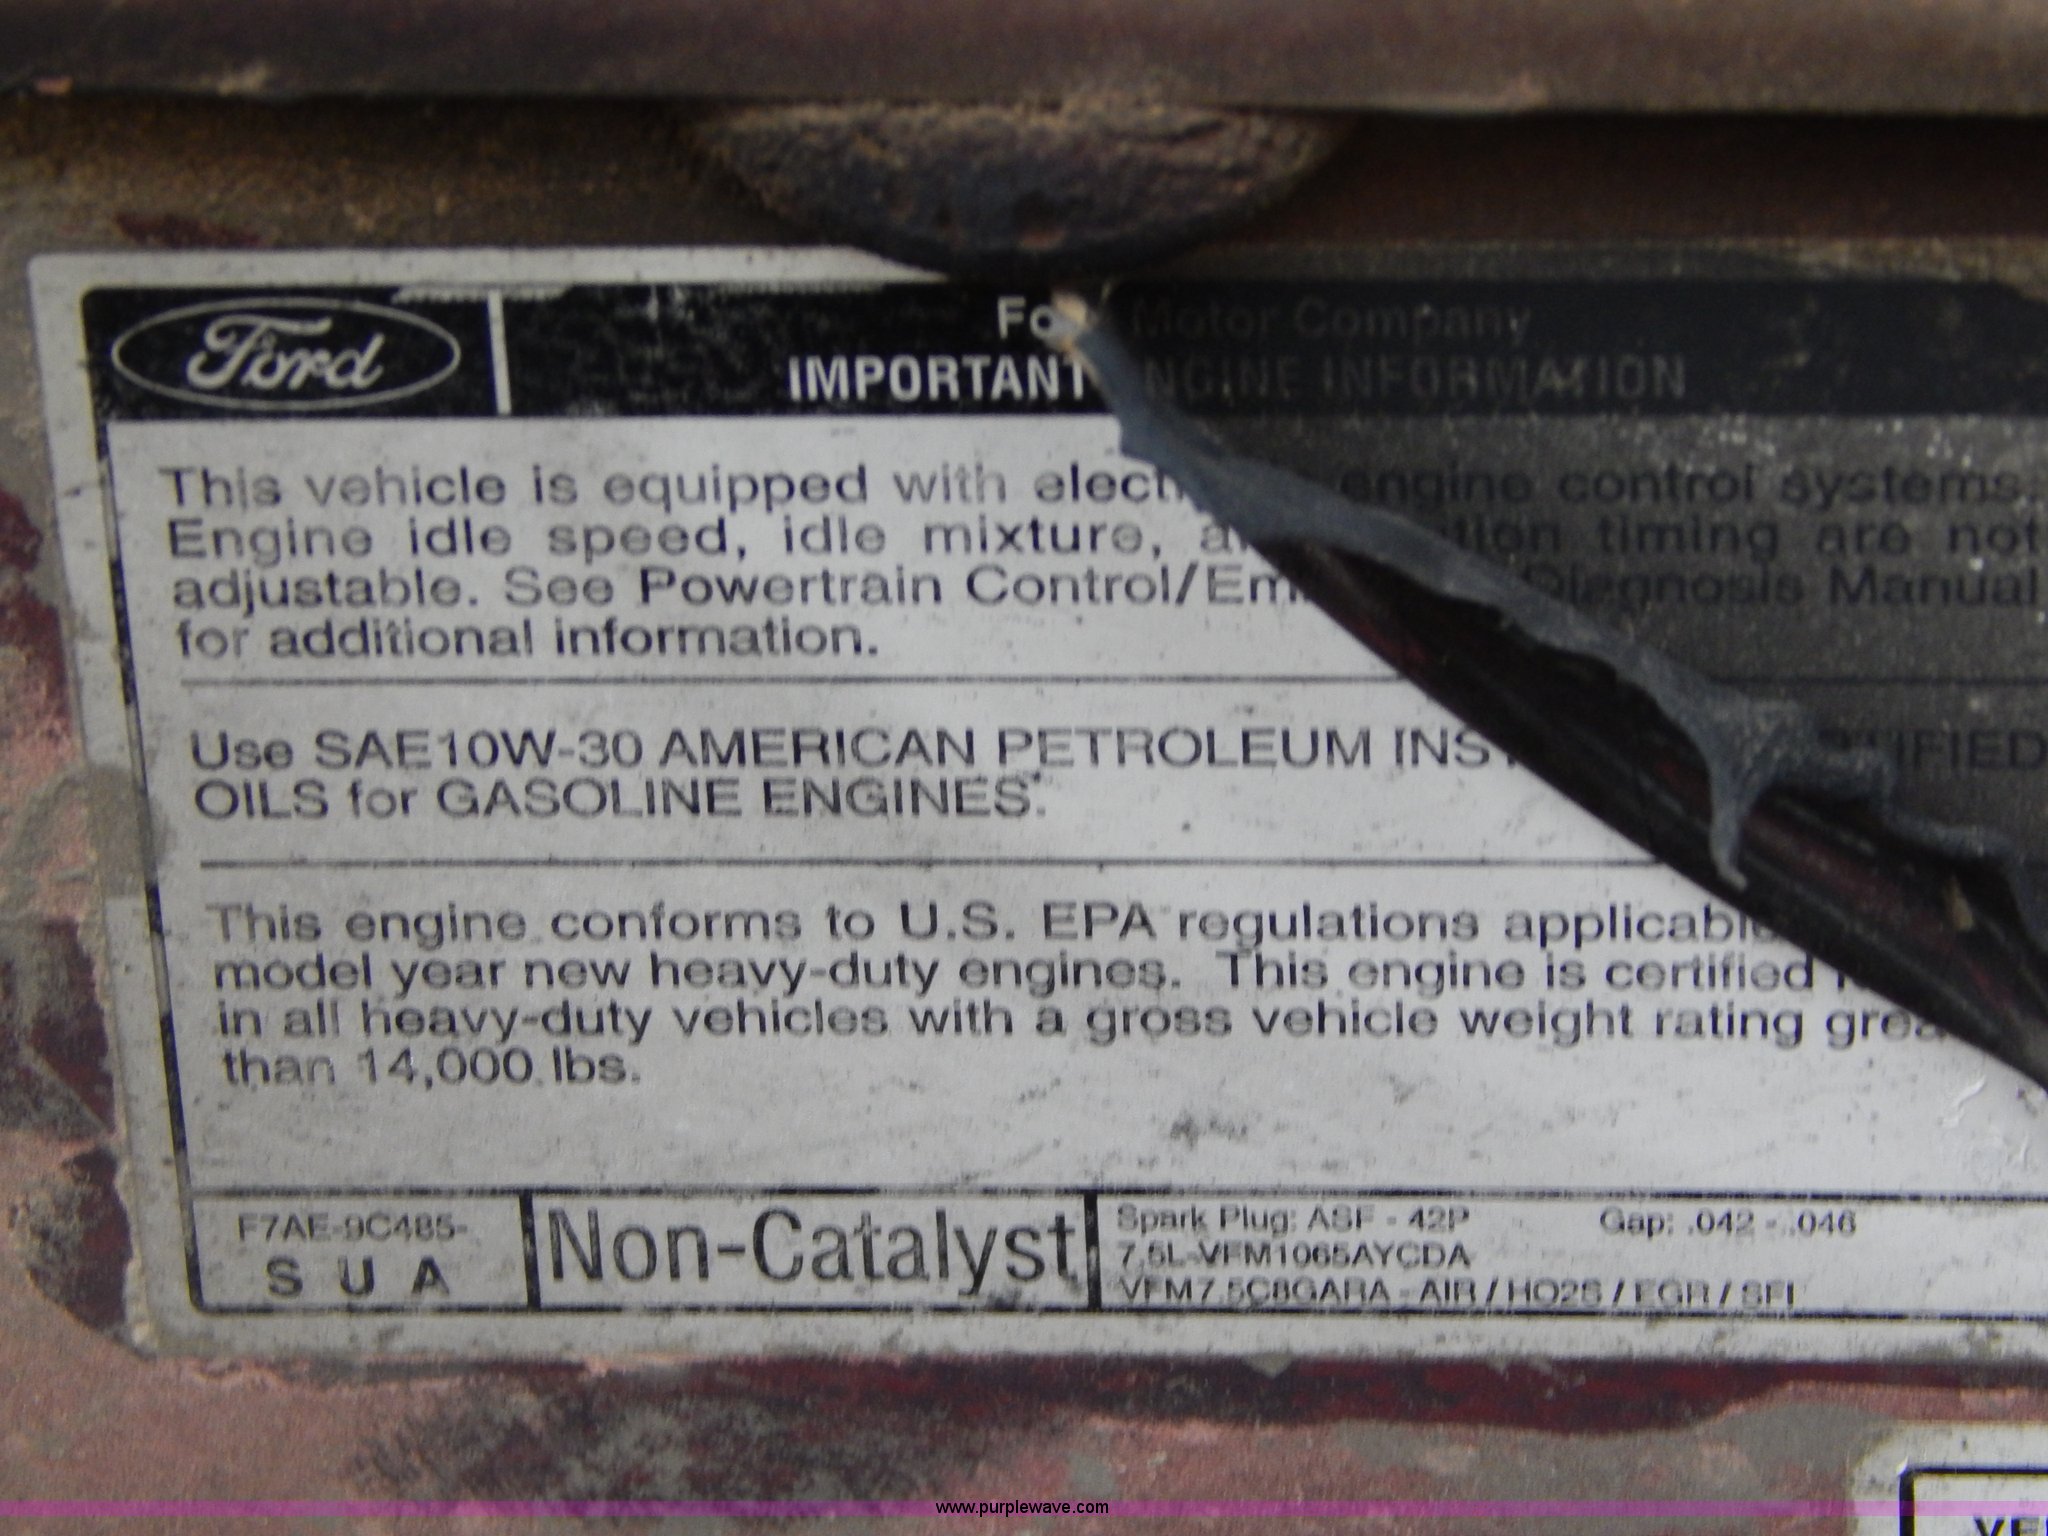 Ford
Motor Company
IMPORTANT ENGINE INFORMATION
This vehicle is equipped with elect engine control systems.
Engine idle speed, idle mixture, a tion timing are not
adjustable. See Powertrain Control/Em Diagnosis Manual
for additional information.
Use SAE10W-30 AMERICAN PETROLEUM INST TIFIED
OILS for GASOLINE ENGINES.
This engine conforms to U.S. EPA regulations applicable
model year new heavy-duty engines. This engine is certified
in all heavy-duty vehicles with a gross vehicle weight rating grea
than 14,000 lbs.
F7AE-9C485-
S U A
Non-Catalyst
Spark Plug: ASF - 42P Gap: .042 - .046
7.5L-VFM1065AYCDA
VFM7.5C8GARA - AIR / HO2S / EGR / SFI
www.purplewave.com